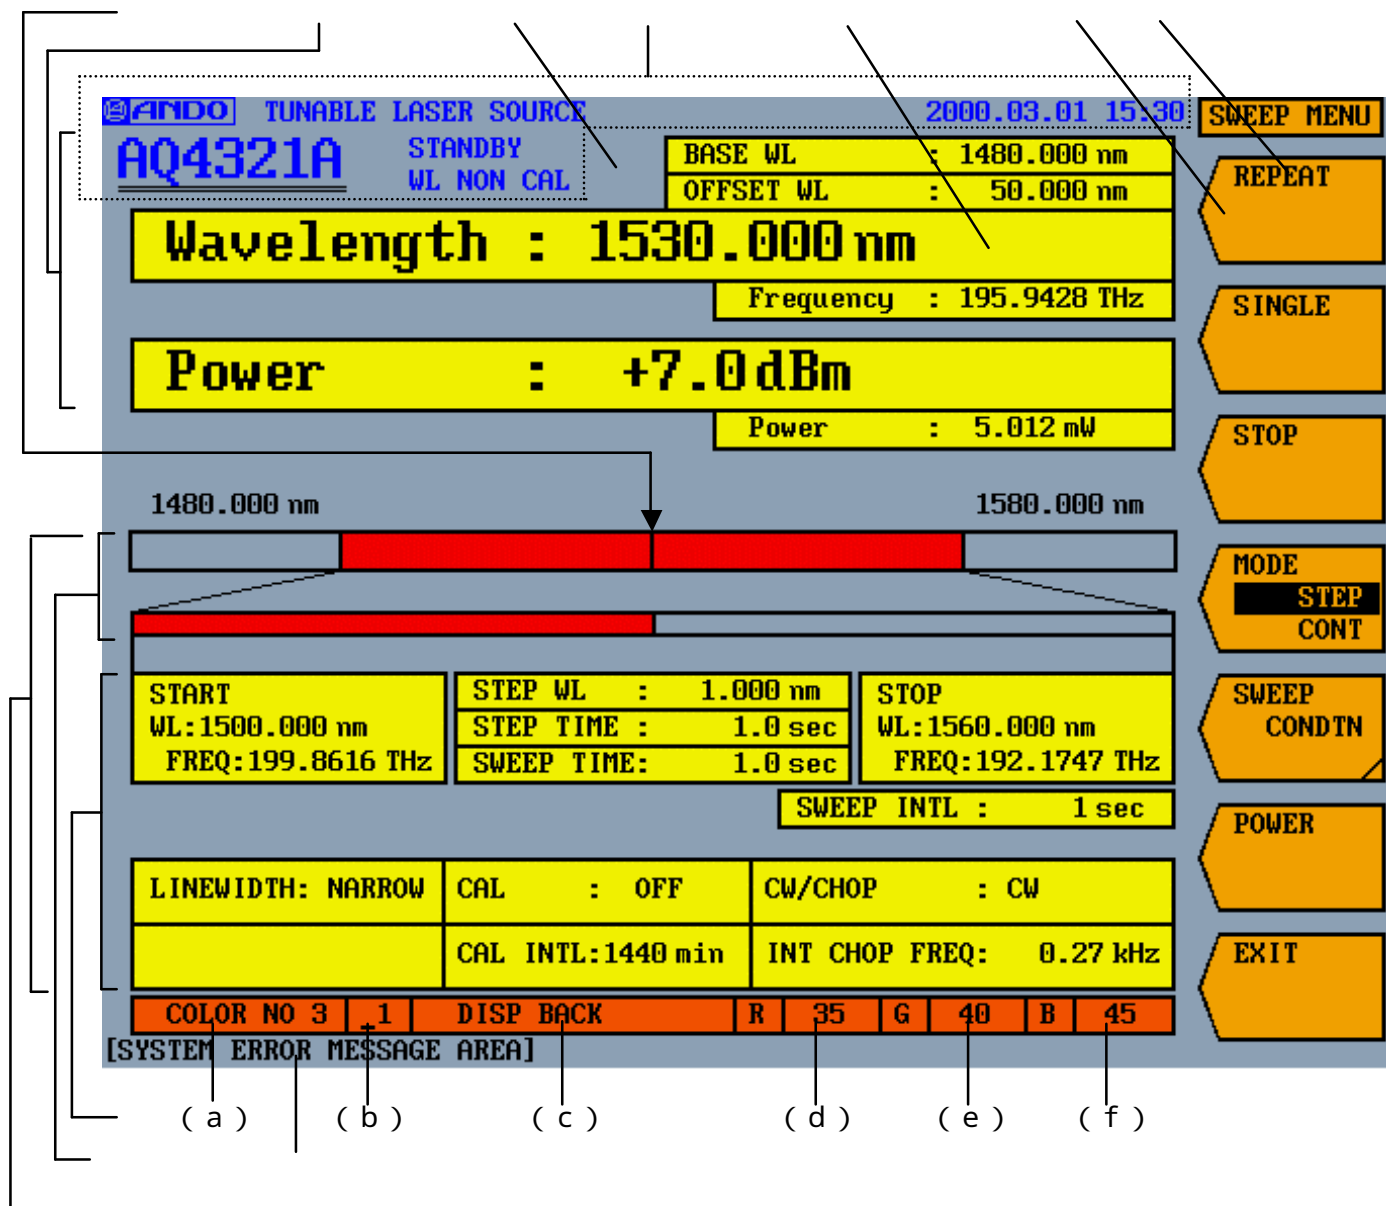 ANDO TUNABLE LASER SOURCE 2000.03.01 15:30 SWEEP MENU
AQ4321A STANDBY
WL NON CAL
BASE WL : 1480.000 nm
OFFSET WL : 50.000 nm
REPEAT
Wavelength : 1530.000 nm
Frequency : 195.9428 THz
SINGLE
Power : +7.0 dBm
Power : 5.012 mW
STOP
1480.000 nm 1580.000 nm
MODE
STEP
CONT
START
WL:1500.000 nm
FREQ:199.8616 THz
STEP WL : 1.000 nm
STEP TIME : 1.0 sec
SWEEP TIME: 1.0 sec
STOP
WL:1560.000 nm
FREQ:192.1747 THz
SWEEP
CONDTN
SWEEP INTL : 1 sec
POWER
LINEWIDTH: NARROW CAL : OFF CW/CHOP : CW
CAL INTL:1440 min INT CHOP FREQ: 0.27 kHz
EXIT
COLOR NO 3 1 DISP BACK R 35 G 40 B 45
[SYSTEM ERROR MESSAGE AREA]
(a) (b) (c) (d) (e) (f)